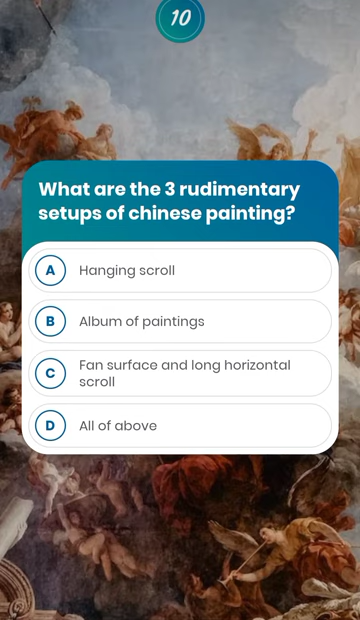 10
What are the 3 rudimentary
setups of chinese painting?
A Hanging scroll
B Album of paintings
C Fan surface and long horizontal
scroll
D All of above